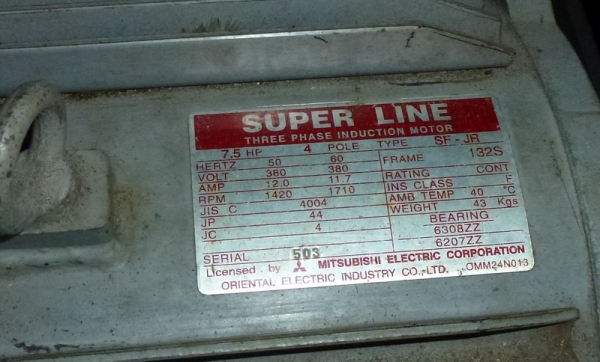 SUPER LINE
THREE PHASE INDUCTION MOTOR
7.5 HP 4 POLE TYPE SF-JR
HERTZ 50 60 FRAME 132S
VOLT 380 380 RATING CONT
AMP 12.0 11.7 INS CLASS F
RPM 1420 1710 AMB TEMP 40 °C
JIS C 4004 WEIGHT 43 Kgs
JP 44 BEARING
JC 4 6308ZZ
6207ZZ
SERIAL 503
Licensed by MITSUBISHI ELECTRIC CORPORATION
ORIENTAL ELECTRIC INDUSTRY CO.,LTD. OMM24N013